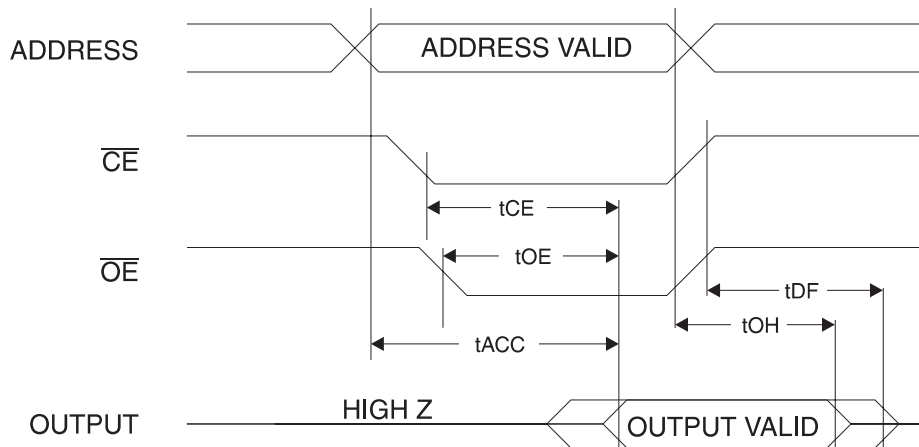 ADDRESS
ADDRESS VALID
CE
tCE
OE
tOE
tDF
tOH
tACC
HIGH Z
OUTPUT
OUTPUT VALID